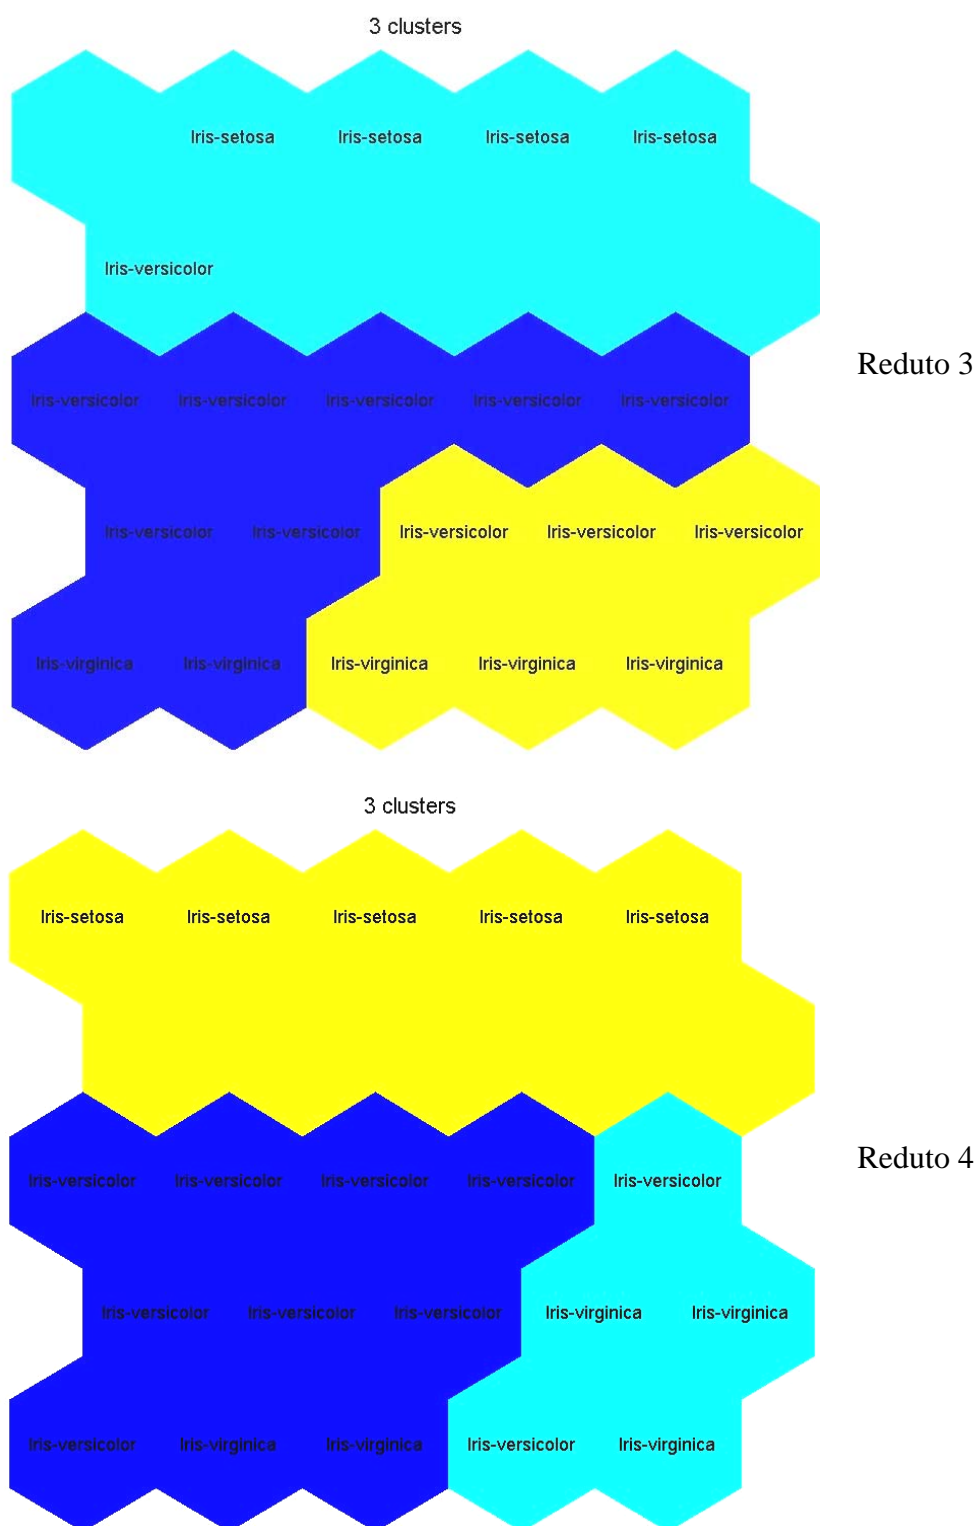 3 clusters
Iris-setosa Iris-setosa Iris-setosa Iris-setosa
Iris-versicolor
Reduto 3
Iris-versicolor Iris-versicolor Iris-versicolor Iris-versicolor Iris-versicolor
Iris-versicolor Iris-versicolor Iris-versicolor Iris-versicolor Iris-versicolor
Iris-virginica Iris-virginica Iris-virginica Iris-virginica Iris-virginica
3 clusters
Iris-setosa Iris-setosa Iris-setosa Iris-setosa Iris-setosa
Reduto 4
Iris-versicolor Iris-versicolor Iris-versicolor Iris-versicolor Iris-versicolor
Iris-versicolor Iris-versicolor Iris-versicolor Iris-virginica Iris-virginica
Iris-versicolor Iris-virginica Iris-virginica Iris-versicolor Iris-virginica